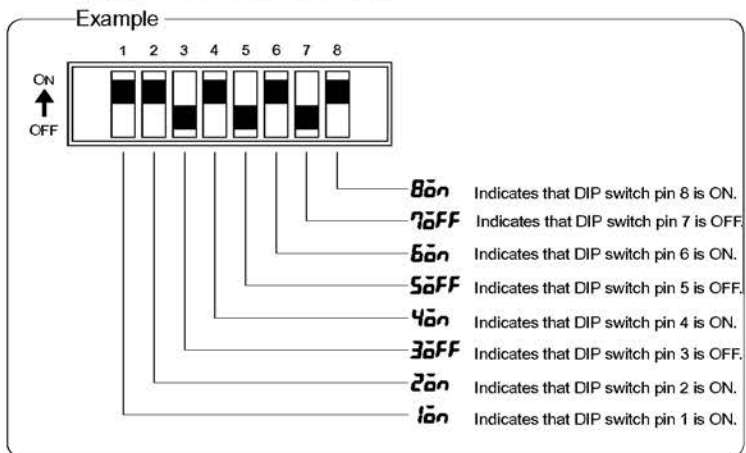 Example
1 2 3 4 5 6 7 8
ON
OFF
8on Indicates that DIP switch pin 8 is ON.
7oFF Indicates that DIP switch pin 7 is OFF.
6on Indicates that DIP switch pin 6 is ON.
5oFF Indicates that DIP switch pin 5 is OFF.
4on Indicates that DIP switch pin 4 is ON.
3oFF Indicates that DIP switch pin 3 is OFF.
2on Indicates that DIP switch pin 2 is ON.
1on Indicates that DIP switch pin 1 is ON.